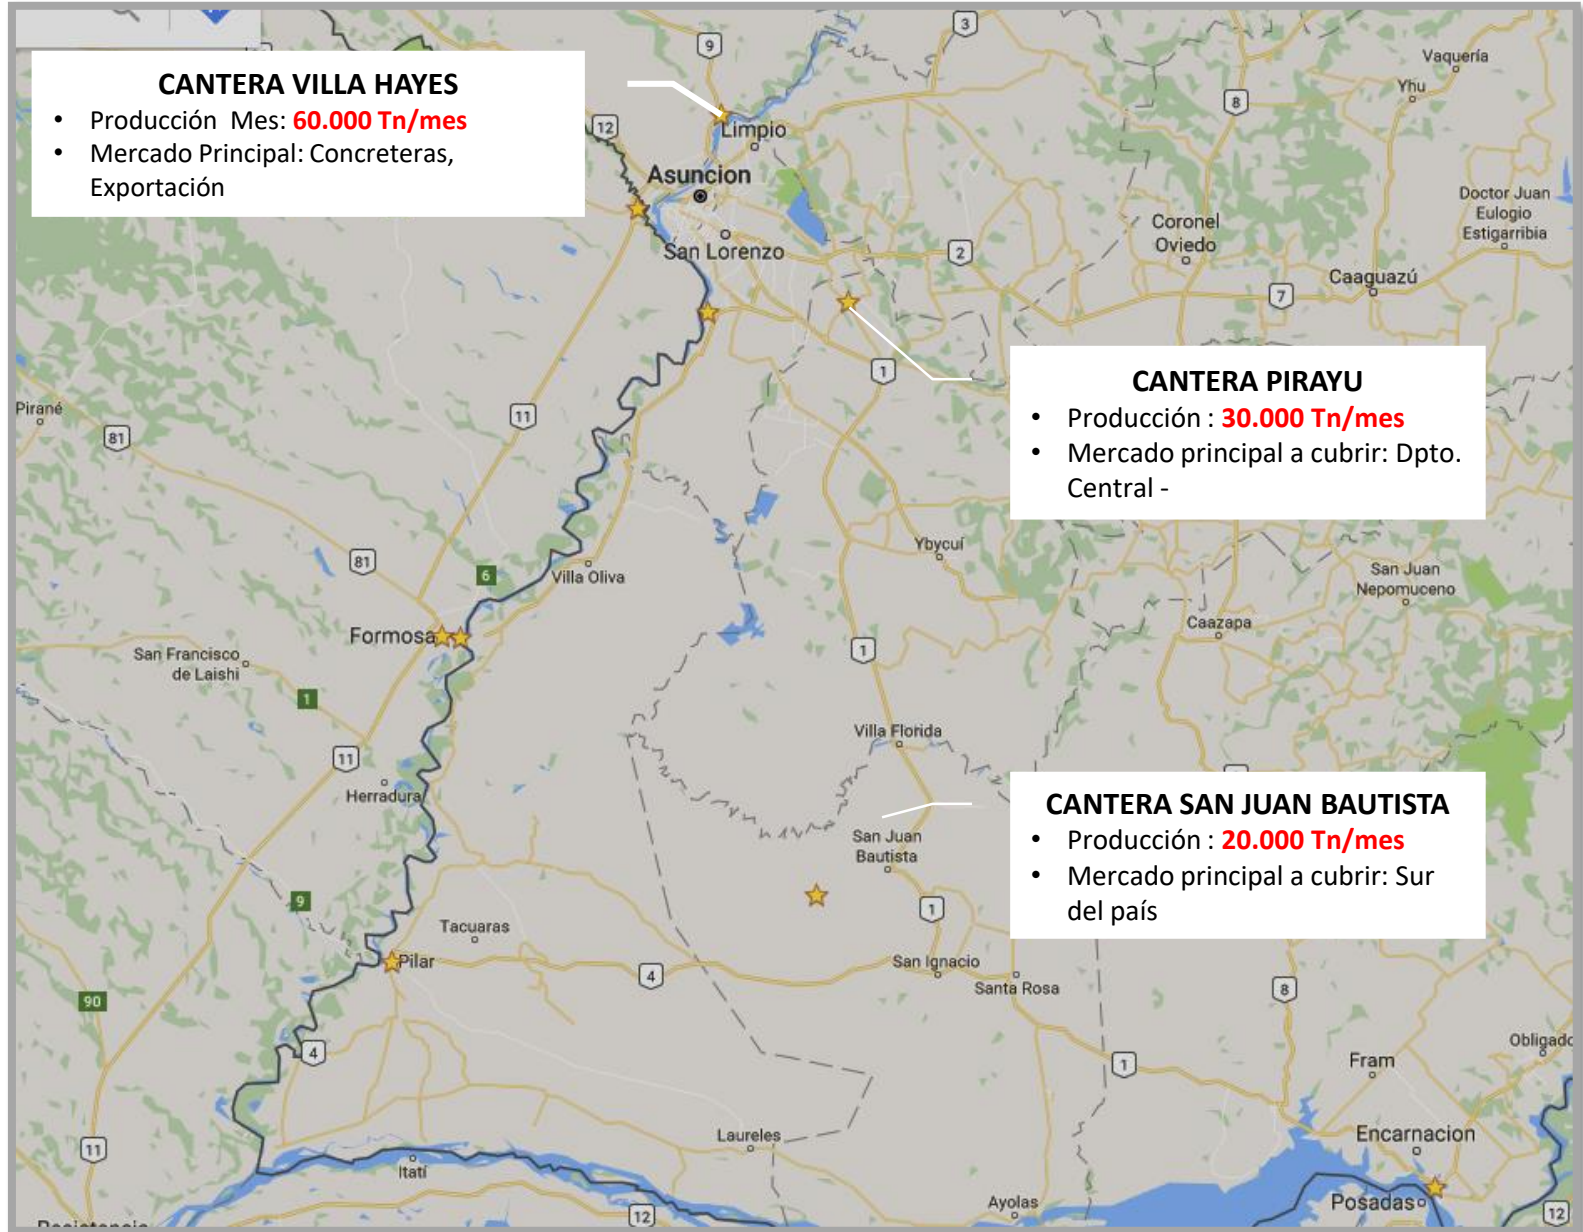 CANTERA VILLA HAYES
• Producción Mes: 60.000 Tn/mes
• Mercado Principal: Concreteras,
Exportación
9
3
Vaquería
Yhu
8
12
Limpio
Asuncion
San Lorenzo
2
Coronel
Oviedo
Doctor Juan
Eulogio
Estigarribia
Caaguazú
7
1
CANTERA PIRAYU
• Producción : 30.000 Tn/mes
• Mercado principal a cubrir: Dpto.
Central -
Pirané
81
11
81
6
Villa Oliva
Ybycuí
San Juan
Nepomuceno
Caazapa
Formosa
San Francisco
de Laishi
1
1
11
Herradura
Villa Florida
CANTERA SAN JUAN BAUTISTA
• Producción : 20.000 Tn/mes
• Mercado principal a cubrir: Sur
del país
San Juan
Bautista
9
1
Tacuaras
Pilar
4
San Ignacio
Santa Rosa
8
90
4
1
Obligado
Fram
11
Laureles
Encarnacion
Itatí
12
Ayolas
Posadas
12